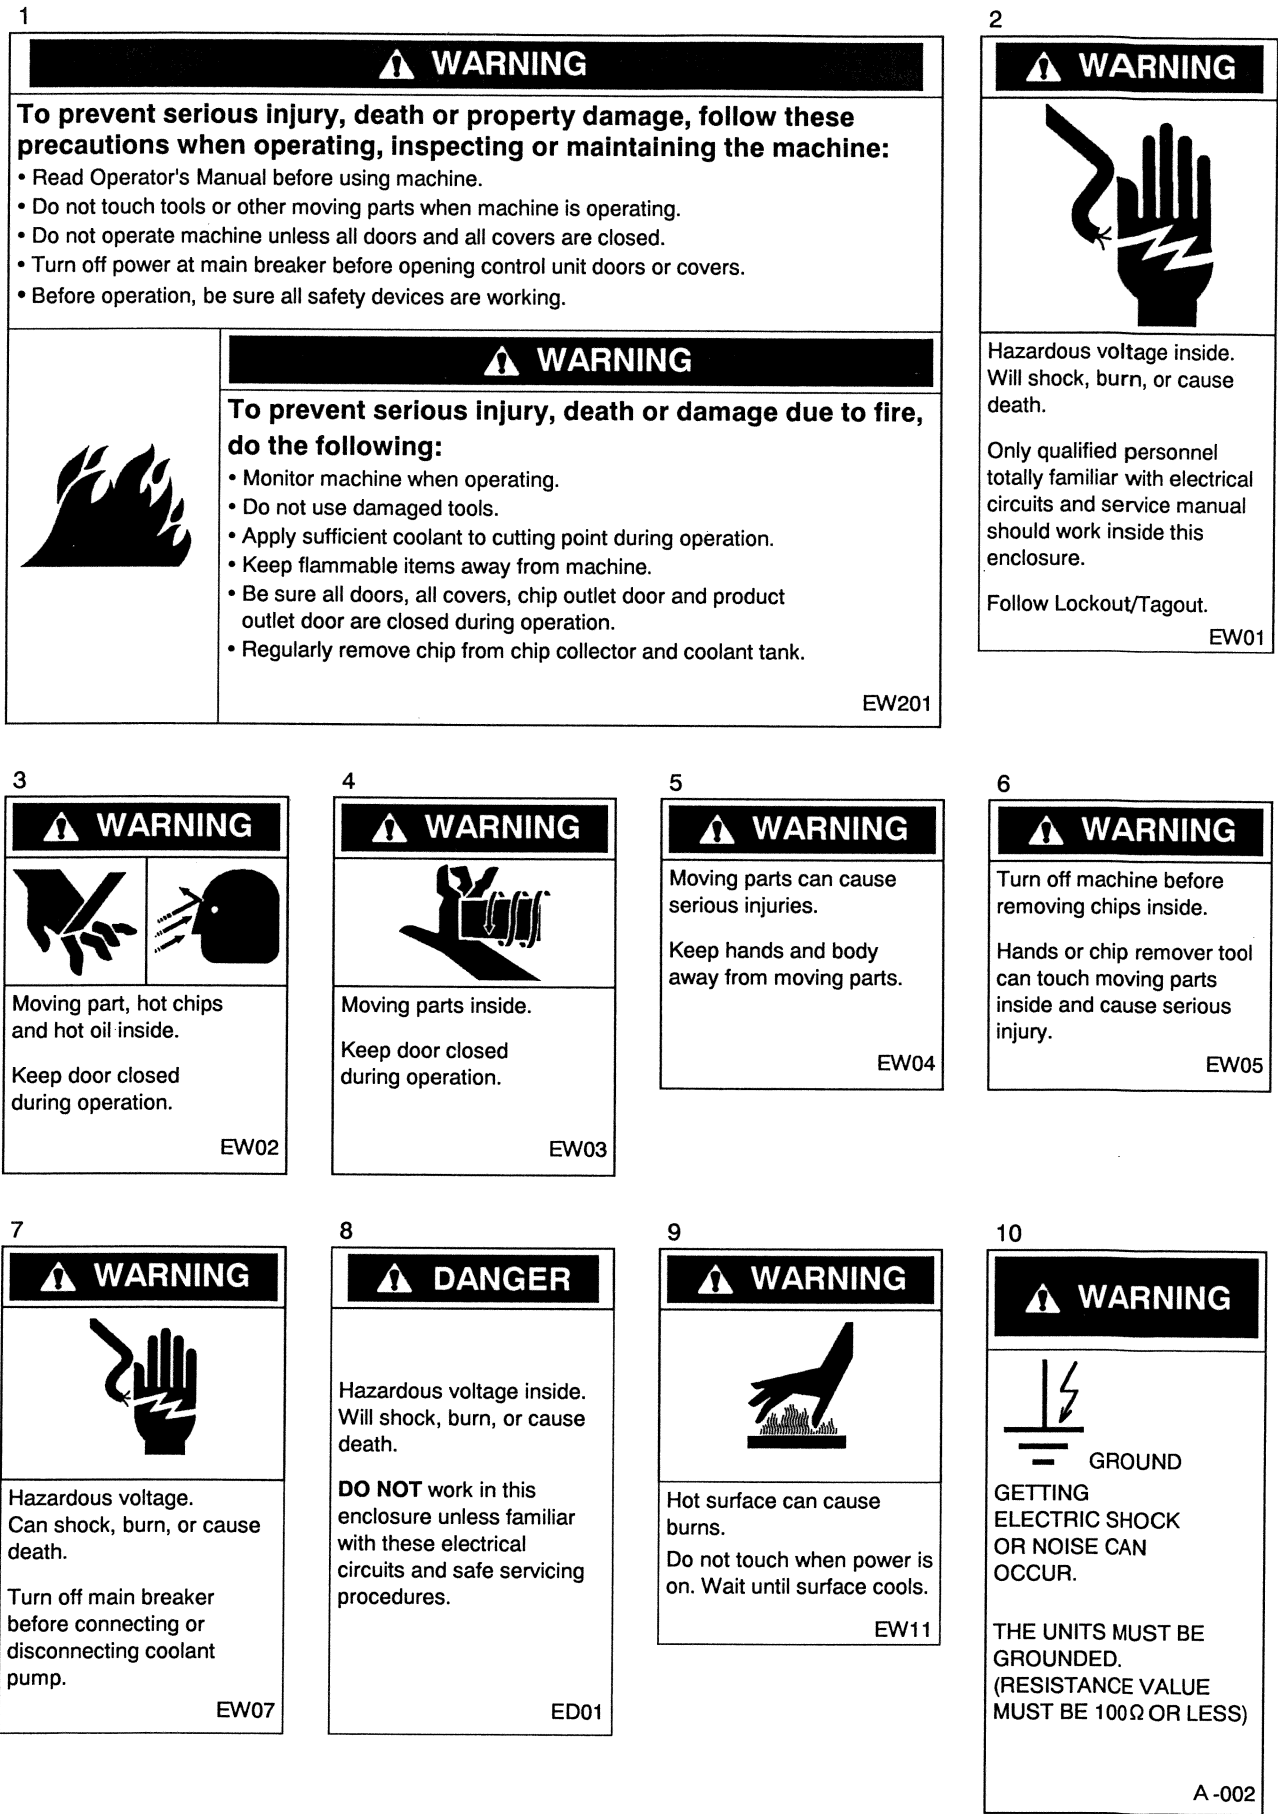 1
WARNING
To prevent serious injury, death or property damage, follow these
precautions when operating, inspecting or maintaining the machine:
• Read Operator's Manual before using machine.
• Do not touch tools or other moving parts when machine is operating.
• Do not operate machine unless all doors and all covers are closed.
• Turn off power at main breaker before opening control unit doors or covers.
• Before operation, be sure all safety devices are working.
WARNING
To prevent serious injury, death or damage due to fire,
do the following:
• Monitor machine when operating.
• Do not use damaged tools.
• Apply sufficient coolant to cutting point during operation.
• Keep flammable items away from machine.
• Be sure all doors, all covers, chip outlet door and product
outlet door are closed during operation.
• Regularly remove chip from chip collector and coolant tank.
EW201
2
WARNING
Hazardous voltage inside.
Will shock, burn, or cause
death.
Only qualified personnel
totally familiar with electrical
circuits and service manual
should work inside this
enclosure.
Follow Lockout/Tagout.
EW01
3
WARNING
Moving part, hot chips
and hot oil inside.
Keep door closed
during operation.
EW02
4
WARNING
Moving parts inside.
Keep door closed
during operation.
EW03
5
WARNING
Moving parts can cause
serious injuries.
Keep hands and body
away from moving parts.
EW04
6
WARNING
Turn off machine before
removing chips inside.
Hands or chip remover tool
can touch moving parts
inside and cause serious
injury.
EW05
7
WARNING
Hazardous voltage.
Can shock, burn, or cause
death.
Turn off main breaker
before connecting or
disconnecting coolant
pump.
EW07
8
DANGER
Hazardous voltage inside.
Will shock, burn, or cause
death.
DO NOT work in this
enclosure unless familiar
with these electrical
circuits and safe servicing
procedures.
ED01
9
WARNING
Hot surface can cause
burns.
Do not touch when power is
on. Wait until surface cools.
EW11
10
WARNING
GROUND
GETTING
ELECTRIC SHOCK
OR NOISE CAN
OCCUR.
THE UNITS MUST BE
GROUNDED.
(RESISTANCE VALUE
MUST BE 100Ω OR LESS)
A -002